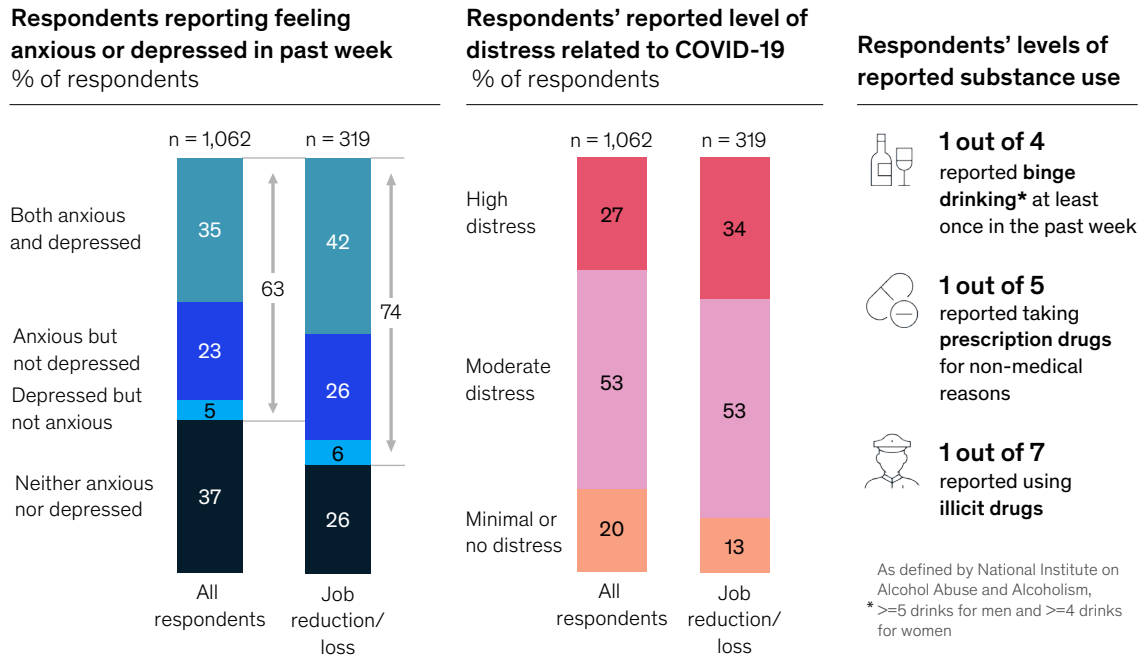 Respondents reporting feeling
anxious or depressed in past week
% of respondents
n = 1,062
n = 319
Both anxious
and depressed
35
42
63
74
Anxious but
not depressed
23
26
Depressed but
not anxious
5
6
Neither anxious
nor depressed
37
26
All
respondents
Job
reduction/
loss
Respondents’ reported level of
distress related to COVID-19
% of respondents
n = 1,062
n = 319
High
distress
27
34
Moderate
distress
53
53
Minimal or
no distress
20
13
All
respondents
Job
reduction/
loss
Respondents’ levels of
reported substance use
1 out of 4
reported binge
drinking* at least
once in the past week
1 out of 5
reported taking
prescription drugs
for non-medical
reasons
1 out of 7
reported using
illicit drugs
As defined by National Institute on
Alcohol Abuse and Alcoholism,
* >=5 drinks for men and >=4 drinks
for women